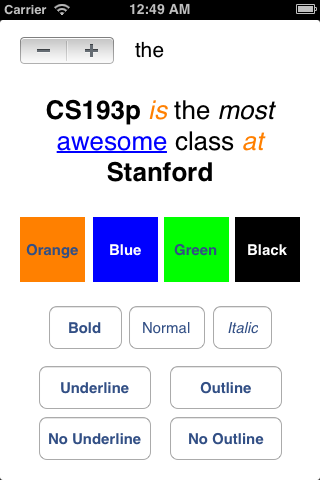 Carrier 12:49 AM
− + the
CS193p is the most
awesome class at
Stanford
Orange Blue Green Black
Bold Normal Italic
Underline Outline
No Underline No Outline